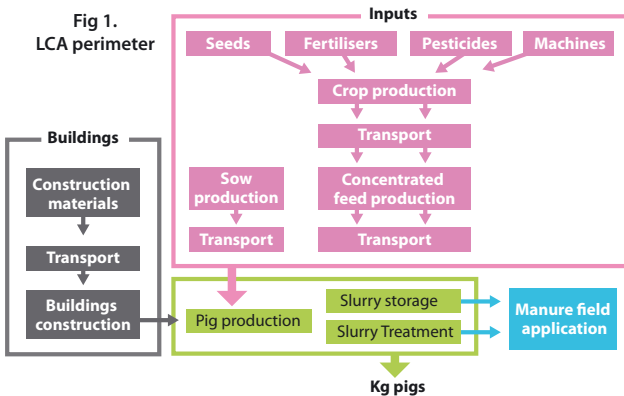 Fig 1.
LCA perimeter
Inputs
Seeds
Fertilisers
Pesticides
Machines
Crop production
Transport
Buildings
Construction
materials
Transport
Buildings
construction
Sow
production
Transport
Concentrated
feed production
Transport
Pig production
Slurry storage
Slurry Treatment
Manure field
application
Kg pigs